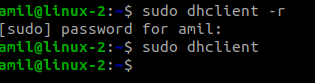 amil@linux-2:~$ sudo dhclient -r
[sudo] password for amil:
amil@linux-2:~$ sudo dhclient
amil@linux-2:~$